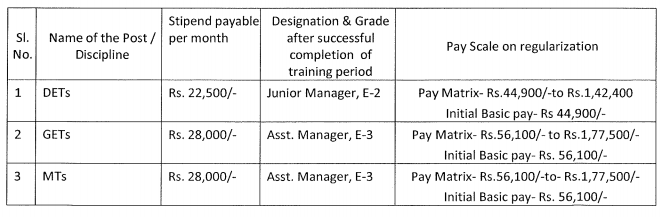 Sl. No. | Name of the Post / Discipline | Stipend payable per month | Designation & Grade after successful completion of training period | Pay Scale on regularization
1 | DETs | Rs. 22,500/- | Junior Manager, E-2 | Pay Matrix- Rs.44,900/-to Rs.1,42,400 Initial Basic pay- Rs 44,900/-
2 | GETs | Rs. 28,000/- | Asst. Manager, E-3 | Pay Matrix- Rs.56,100/- to Rs.1,77,500/- Initial Basic pay- Rs. 56,100/-
3 | MTs | Rs. 28,000/- | Asst. Manager, E-3 | Pay Matrix- Rs.56,100/-to- Rs.1,77,500/- Initial Basic pay- Rs. 56,100/-